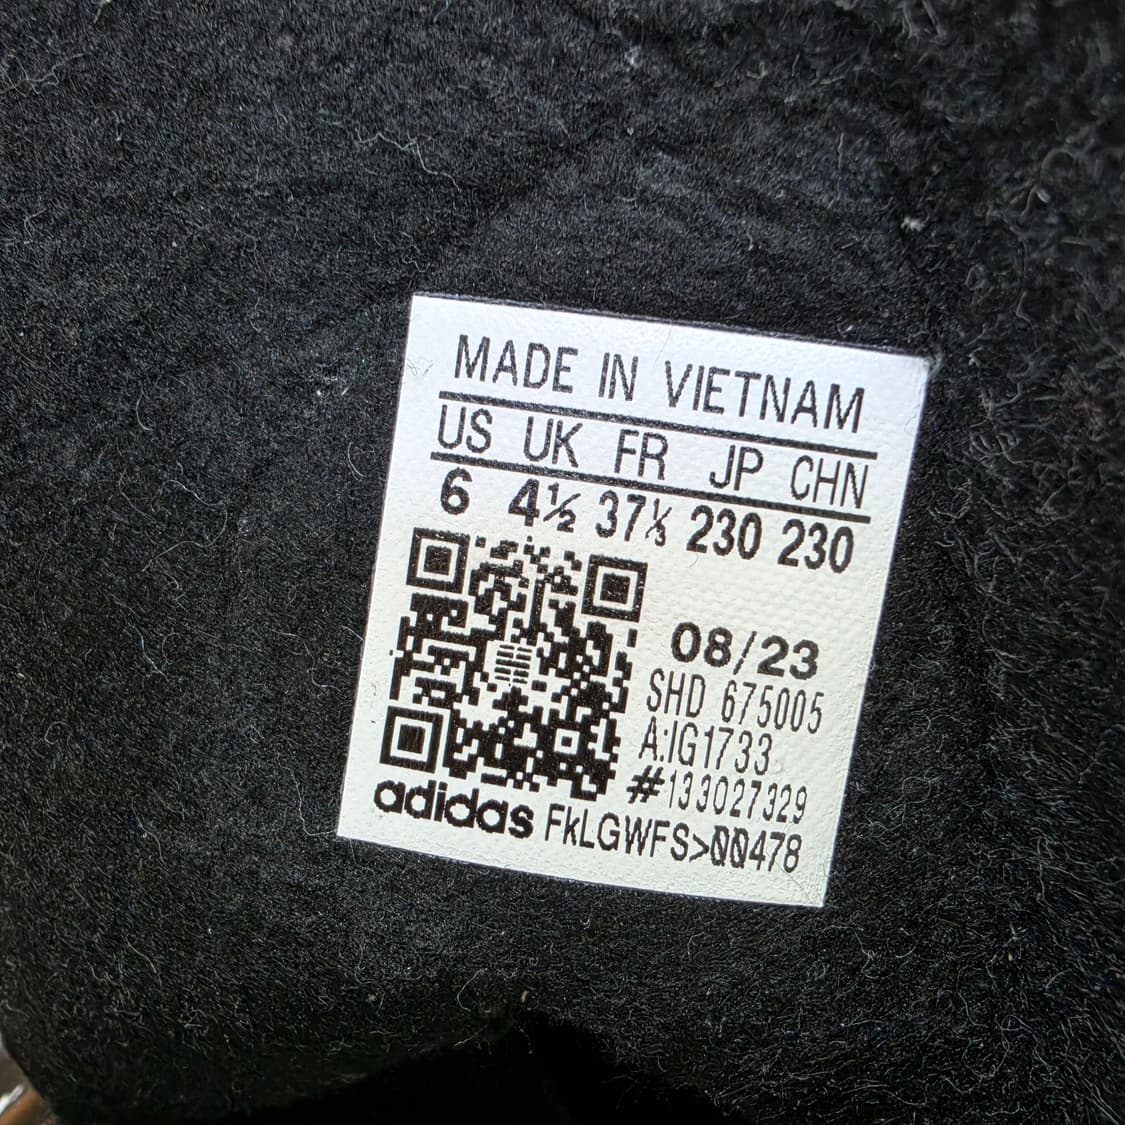 MADE IN VIETNAM
US UK FR JP CHN
6 4½ 37⅓ 230 230
08/23
SHD 675005
A:IG1733
#133027329
adidas FkLGWFS>00478